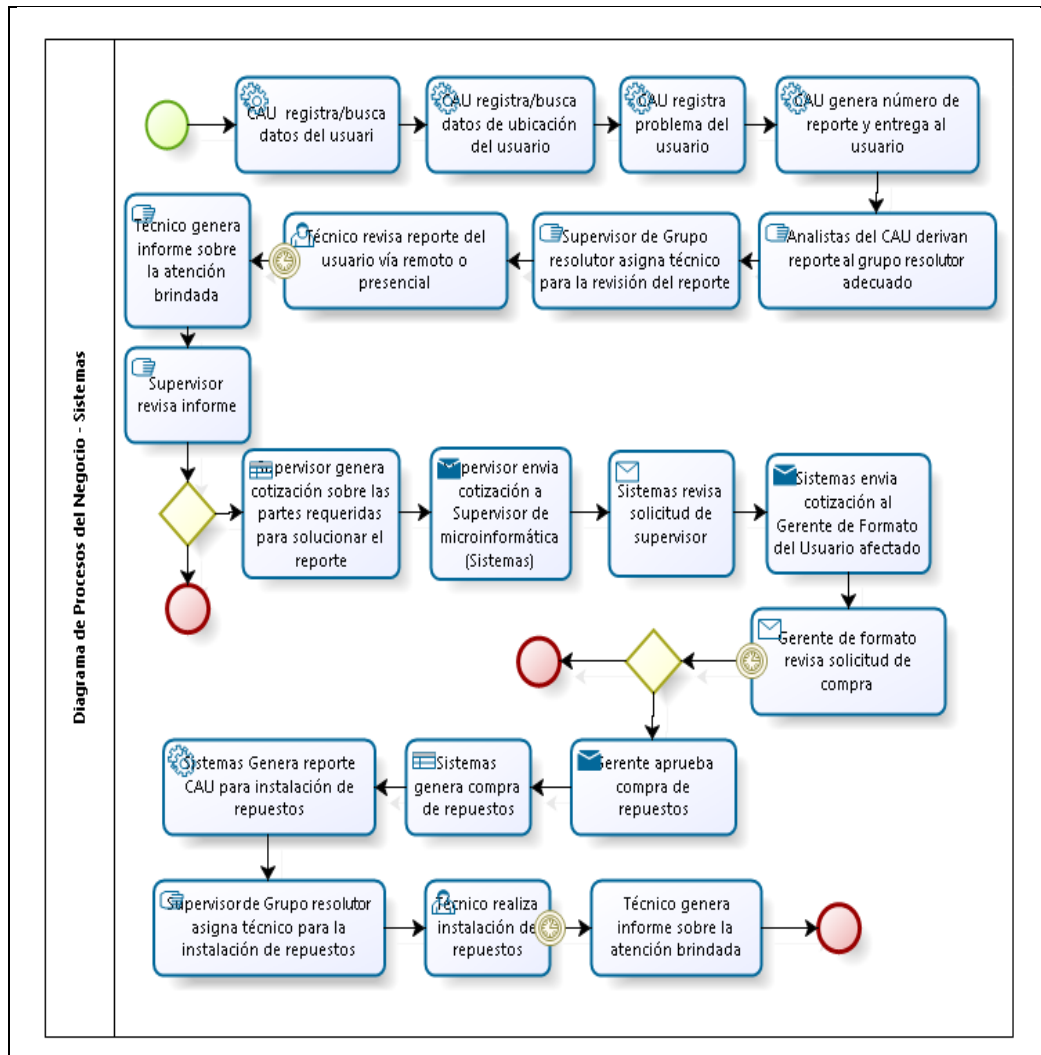 Diagrama de Procesos del Negocio - Sistemas
CAU registra/busca
datos del usuari
CAU registra/busca
datos de ubicación
del usuario
CAU registra
problema del
usuario
CAU genera número de
reporte y entrega al
usuario
Analistas del CAU derivan
reporte al grupo resolutor
adecuado
Supervisor de Grupo
resolutor asigna técnico
para la revisión del reporte
Técnico revisa reporte del
usuario vía remoto o
presencial
Técnico genera
informe sobre
la atención
brindada
Supervisor
revisa informe
Supervisor genera
cotización sobre las
partes requeridas
para solucionar el
reporte
Supervisor envia
cotización a
Supervisor de
microinformática
(Sistemas)
Sistemas revisa
solicitud de
supervisor
Sistemas envia
cotización al
Gerente de Formato
del Usuario afectado
Gerente de formato
revisa solicitud de
compra
Gerente aprueba
compra de
repuestos
Sistemas
genera compra
de repuestos
Sistemas Genera reporte
CAU para instalación de
repuestos
Supervisor de Grupo resolutor
asigna técnico para la
instalación de repuestos
Técnico realiza
instalación de
repuestos
Técnico genera
informe sobre la
atención brindada